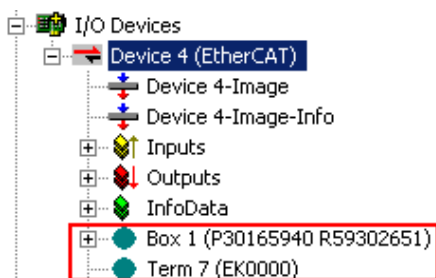 I/O Devices
Device 4 (EtherCAT)
Device 4-Image
Device 4-Image-Info
Inputs
Outputs
InfoData
Box 1 (P30165940 R59302651)
Term 7 (EK0000)